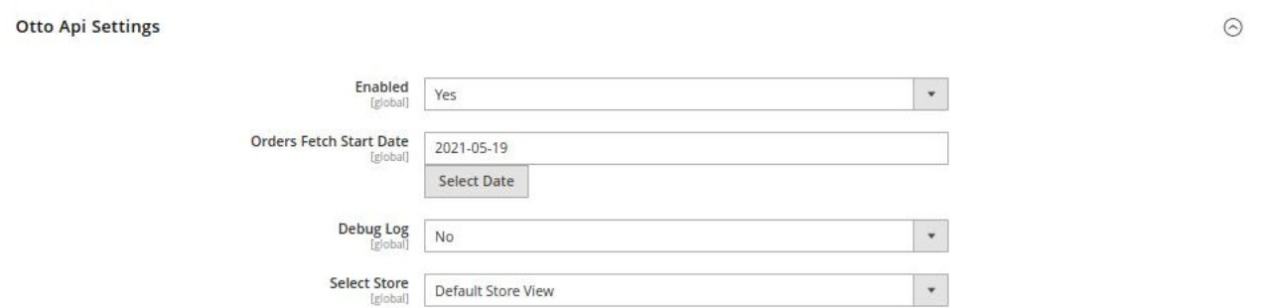 Otto Api Settings
Enabled
[global]
Yes
Orders Fetch Start Date
[global]
2021-05-19
Select Date
Debug Log
[global]
No
Select Store
[global]
Default Store View